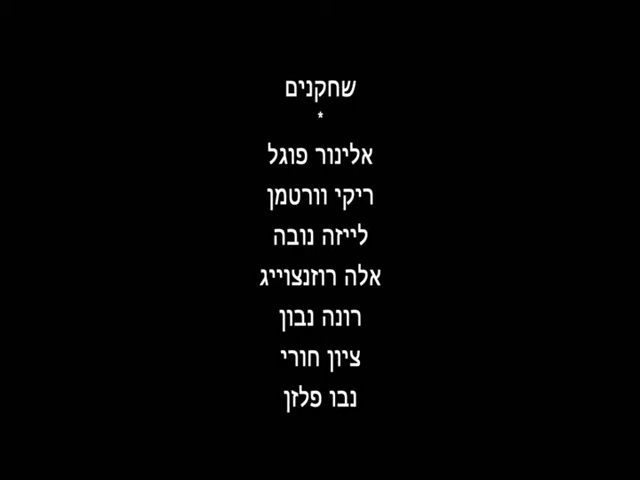 שחקנים
*
אלינור פוגל
ריקי וורטמן
לייזה נובה
אלה רוזנצוייג
רונה נבון
ציון חורי
נבו פלזן